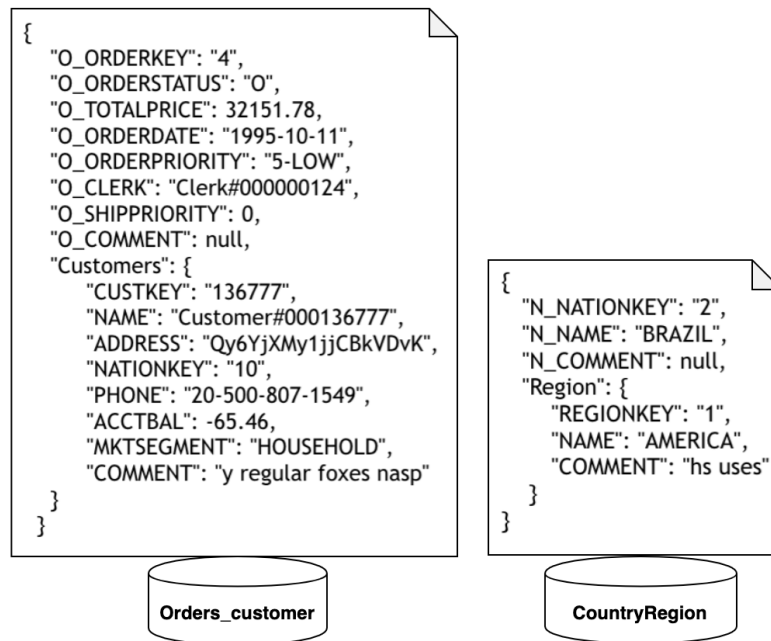 {
"O_ORDERKEY": "4",
"O_ORDERSTATUS": "O",
"O_TOTALPRICE": 32151.78,
"O_ORDERDATE": "1995-10-11",
"O_ORDERPRIORITY": "5-LOW",
"O_CLERK": "Clerk#000000124",
"O_SHIPPRIORITY": 0,
"O_COMMENT": null,
"Customers": {
"CUSTKEY": "136777",
"NAME": "Customer#000136777",
"ADDRESS": "Qy6YjXMy1jjCBkVDvK",
"NATIONKEY": "10",
"PHONE": "20-500-807-1549",
"ACCTBAL": -65.46,
"MKTSEGMENT": "HOUSEHOLD",
"COMMENT": "y regular foxes nasp"
}
}
Orders_customer
{
"N_NATIONKEY": "2",
"N_NAME": "BRAZIL",
"N_COMMENT": null,
"Region": {
"REGIONKEY": "1",
"NAME": "AMERICA",
"COMMENT": "hs uses"
}
}
CountryRegion